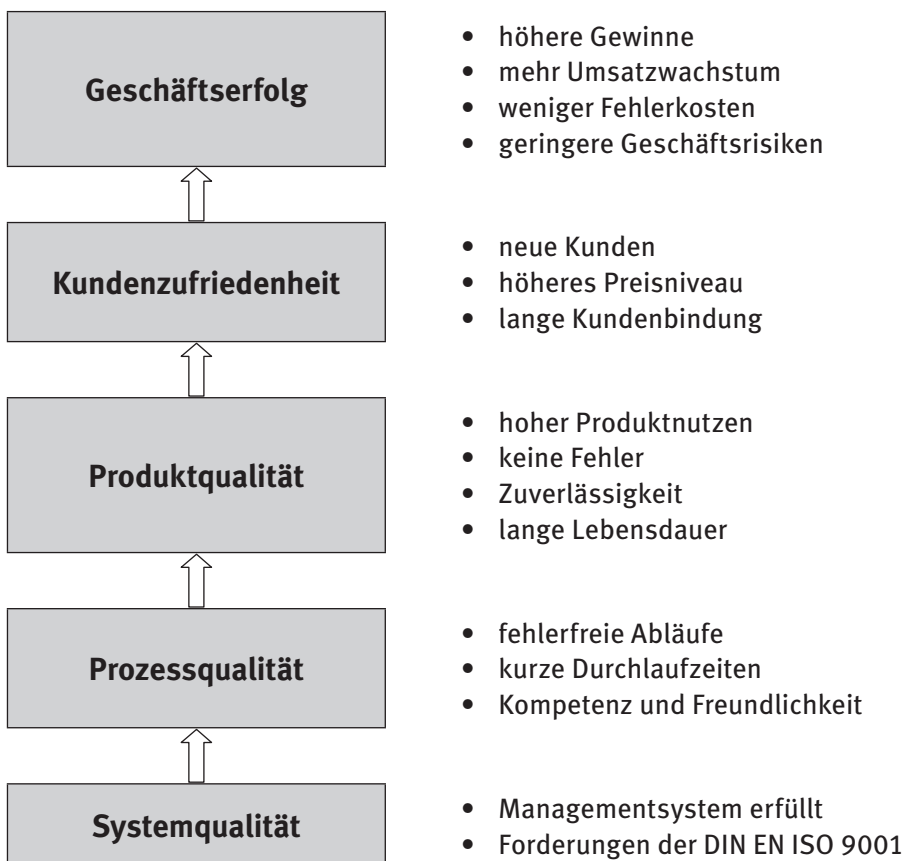 Geschäftserfolg
• höhere Gewinne
• mehr Umsatzwachstum
• weniger Fehlerkosten
• geringere Geschäftsrisiken
Kundenzufriedenheit
• neue Kunden
• höheres Preisniveau
• lange Kundenbindung
Produktqualität
• hoher Produktnutzen
• keine Fehler
• Zuverlässigkeit
• lange Lebensdauer
Prozessqualität
• fehlerfreie Abläufe
• kurze Durchlaufzeiten
• Kompetenz und Freundlichkeit
Systemqualität
• Managementsystem erfüllt
• Forderungen der DIN EN ISO 9001